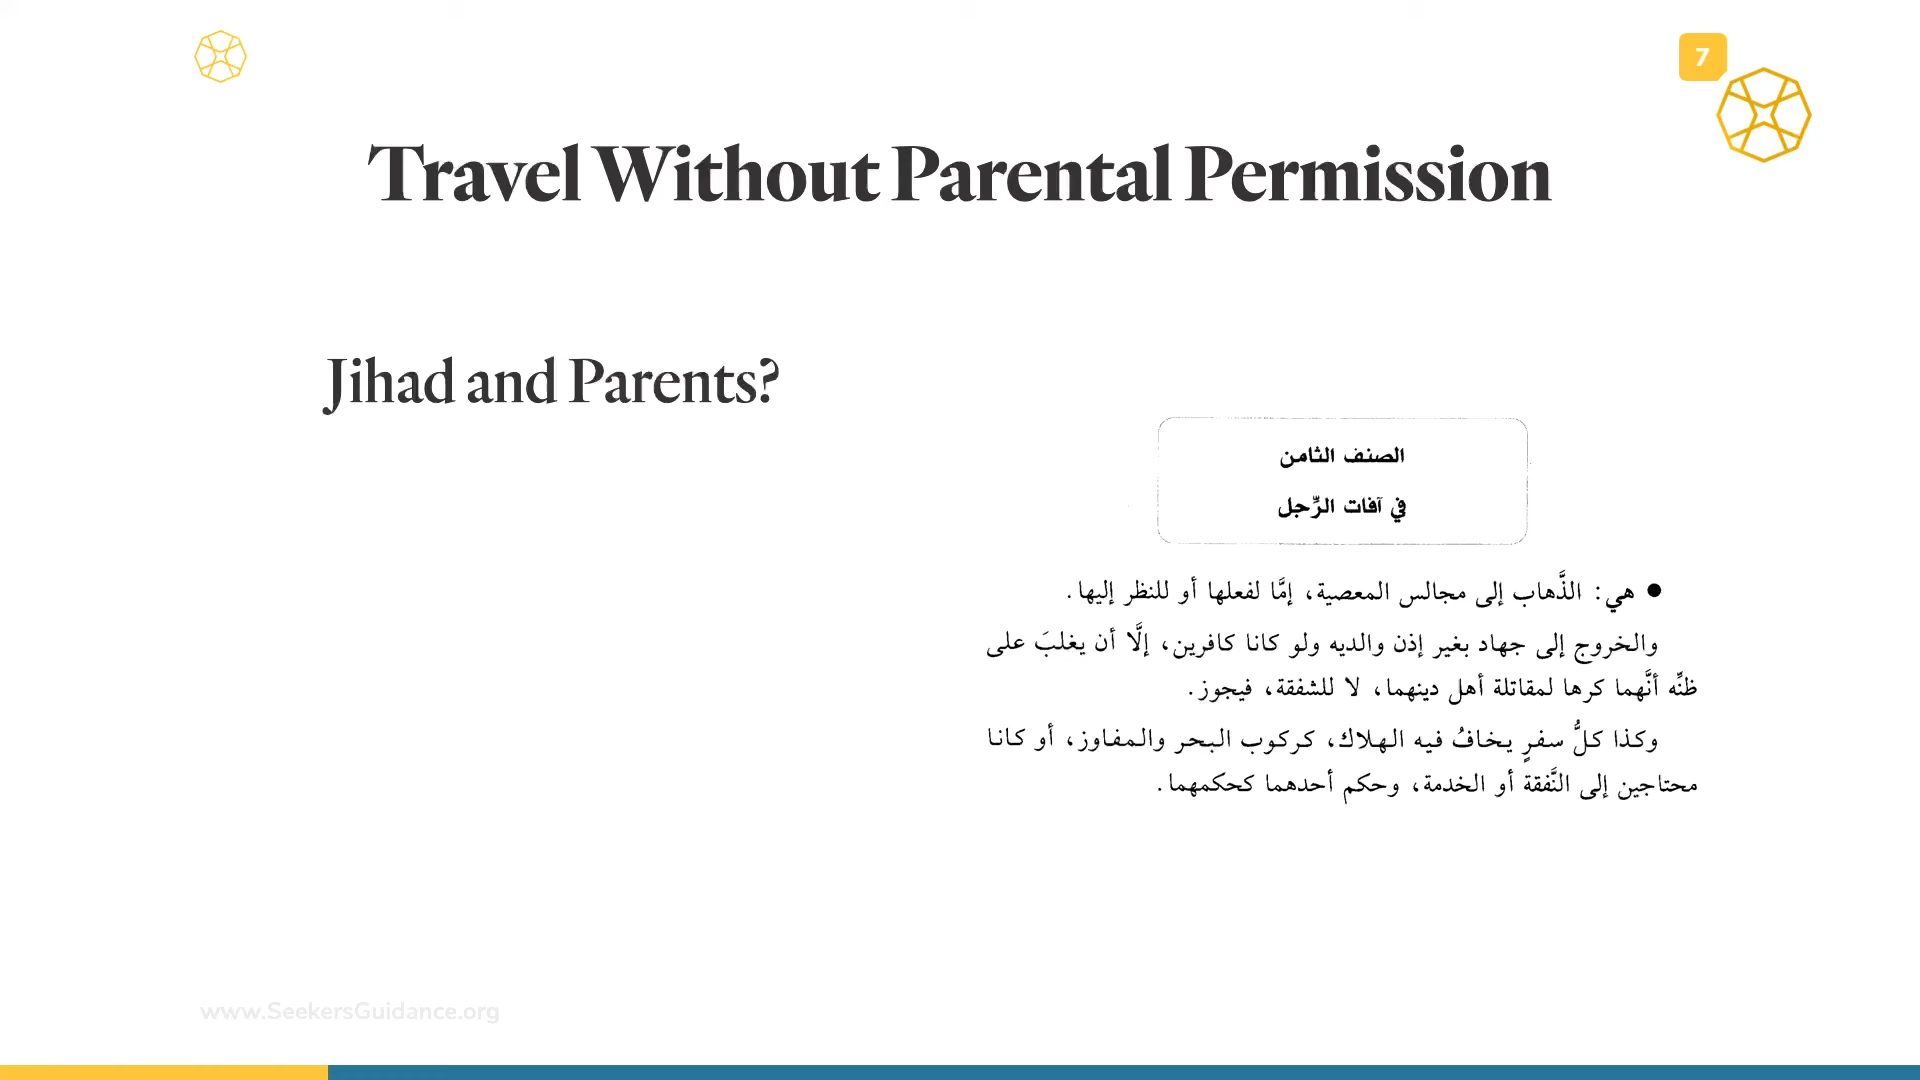 7
Travel Without Parental Permission
Jihad and Parents?
الصنف الثامن
في آفات الرِّجل
● هي: الذَّهاب إلى مجالس المعصية، إمَّا لفعلها أو للنظر إليها.
والخروج إلى جهاد بغير إذن والديه ولو كانا كافرين، إلَّا أن يغلبَ على
ظنِّه أنَّهما كرها لمقاتلة أهل دينهما، لا للشفقة، فيجوز.
وكذا كلُّ سفرٍ يخافُ فيه الهلاك، كركوب البحر والمفاوز، أو كانا
محتاجين إلى النَّفقة أو الخدمة، وحكم أحدهما كحكمهما.
www.SeekersGuidance.org